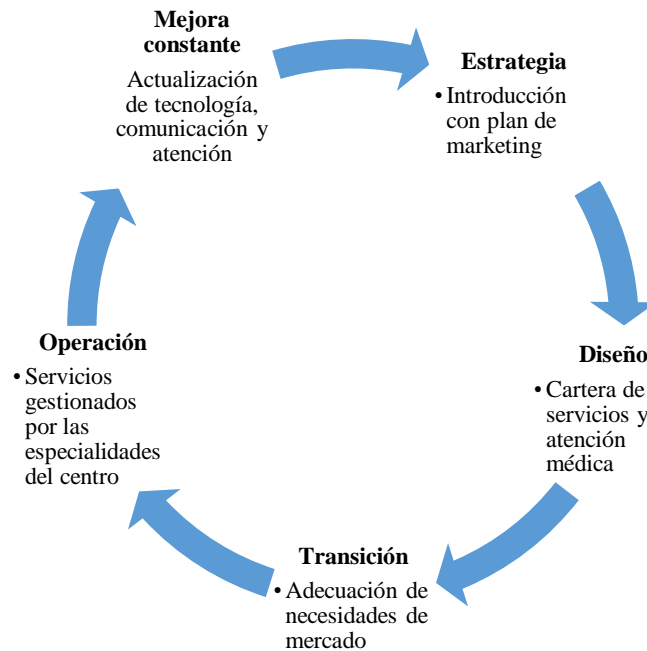 Mejora
constante
Actualización
de tecnología,
comunicación y
atención
Estrategia
• Introducción
con plan de
marketing
Diseño
• Cartera de
servicios y
atención
médica
Transición
• Adecuación de
necesidades de
mercado
Operación
• Servicios
gestionados
por las
especialidades
del centro